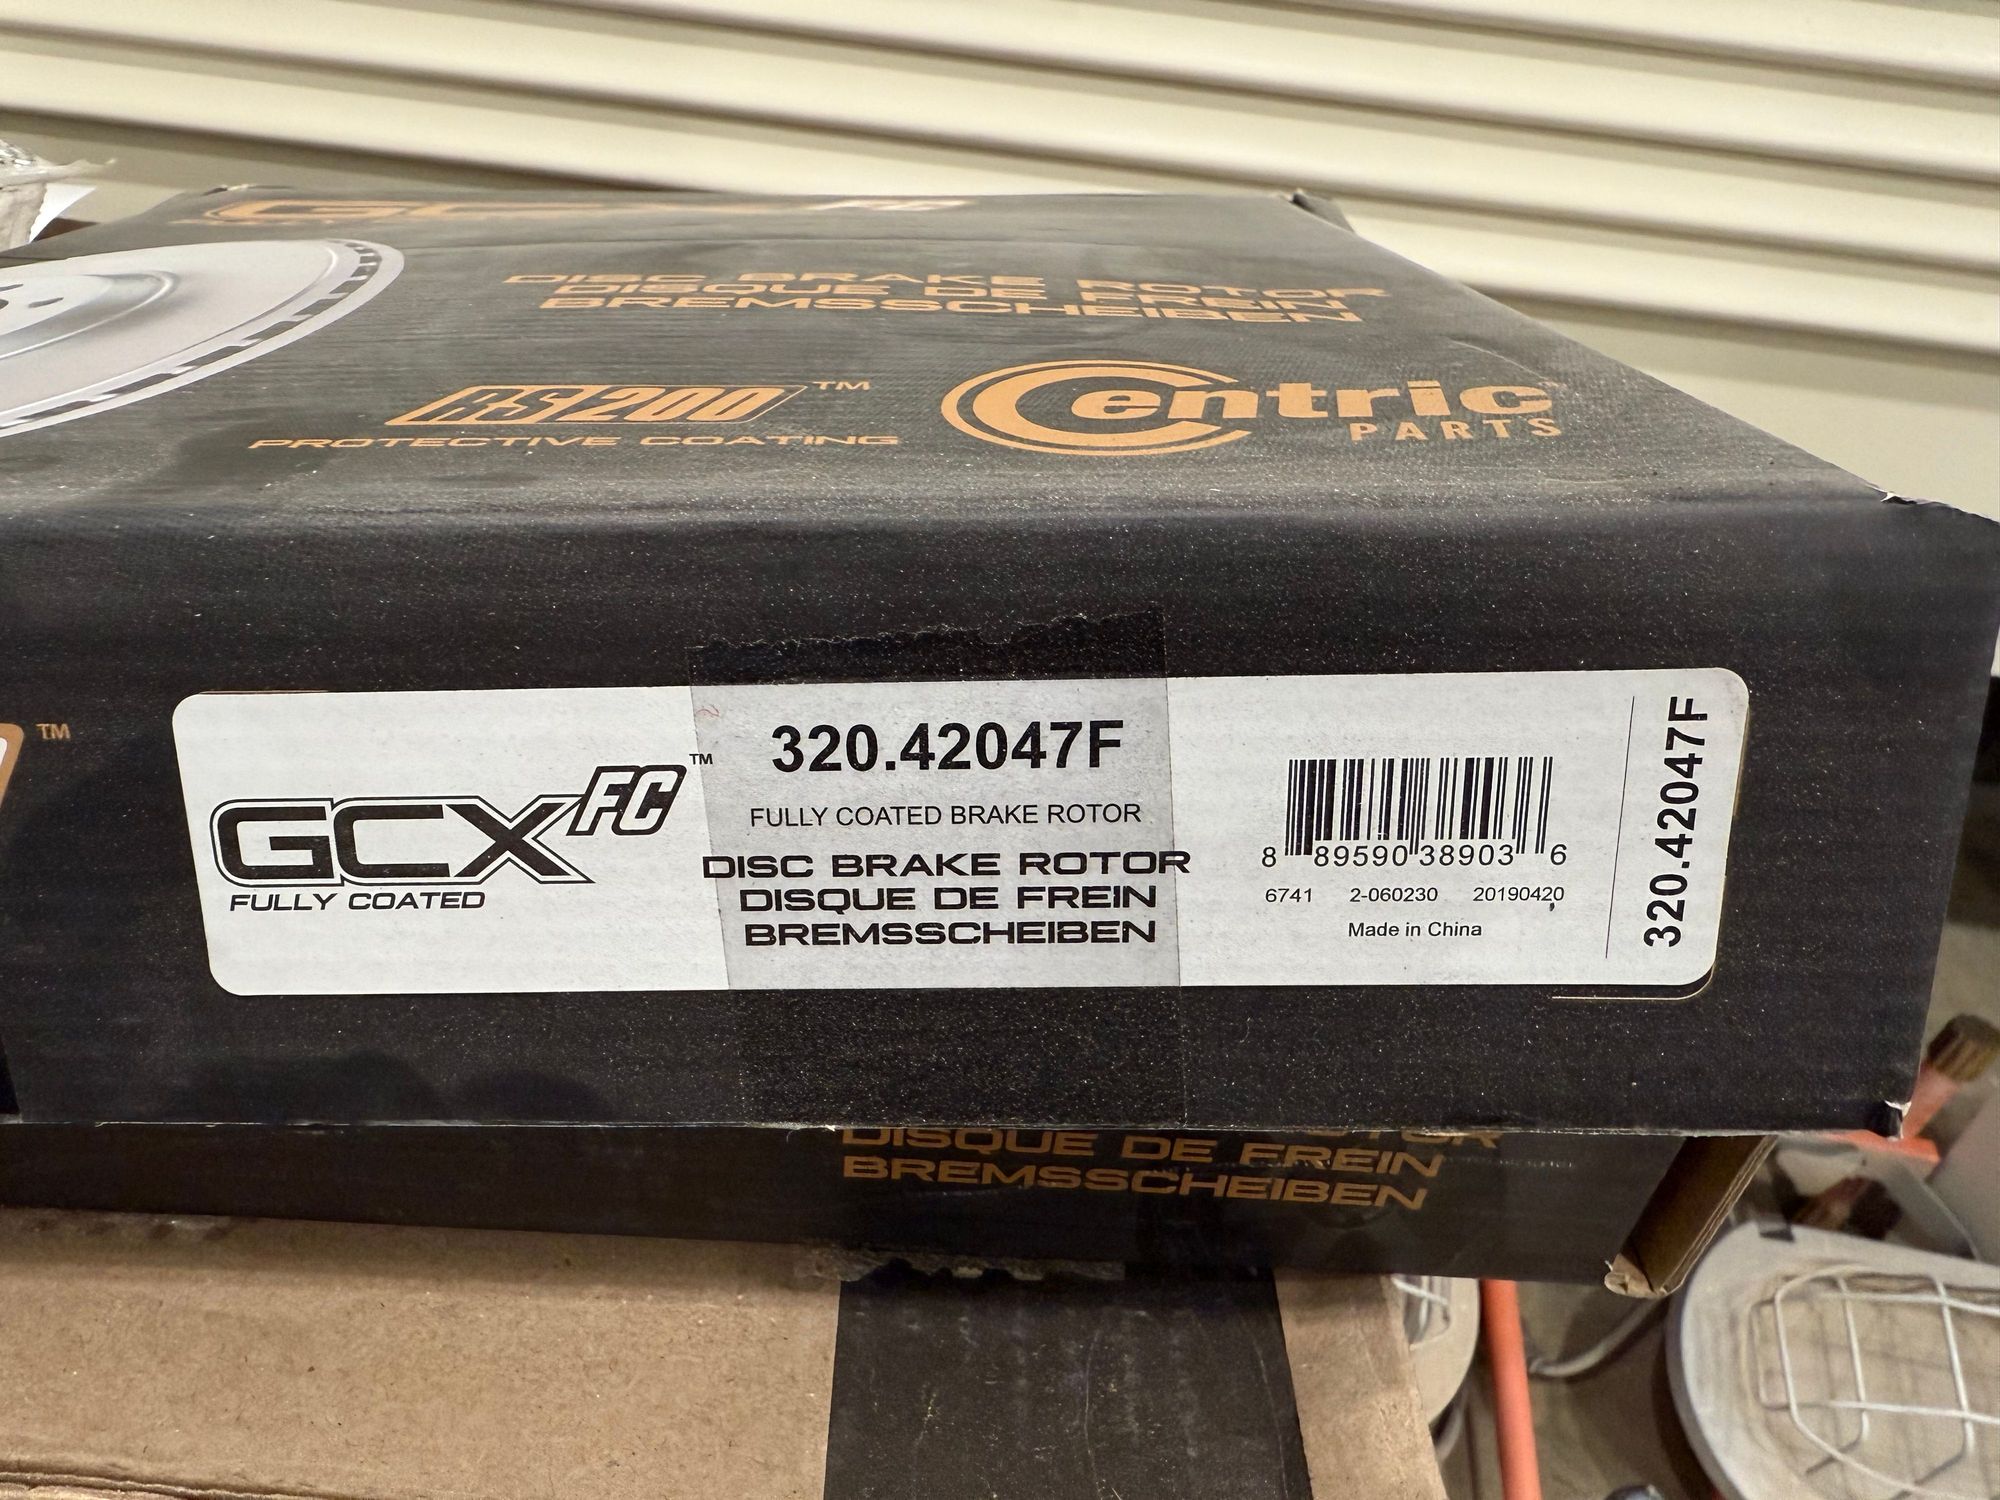 GCX FC
DISC BRAKE ROTOR
DISQUE DE FREIN
BREMSSCHEIBEN
RS200™
PROTECTIVE COATING
Centric™
PARTS
TM
GCX FC™
FULLY COATED
320.42047F
FULLY COATED BRAKE ROTOR
DISC BRAKE ROTOR
DISQUE DE FREIN
BREMSSCHEIBEN
8 89590 38903 6
6741 2-060230 20190420
Made in China
320.42047F
DISQUE DE FREIN
BREMSSCHEIBEN